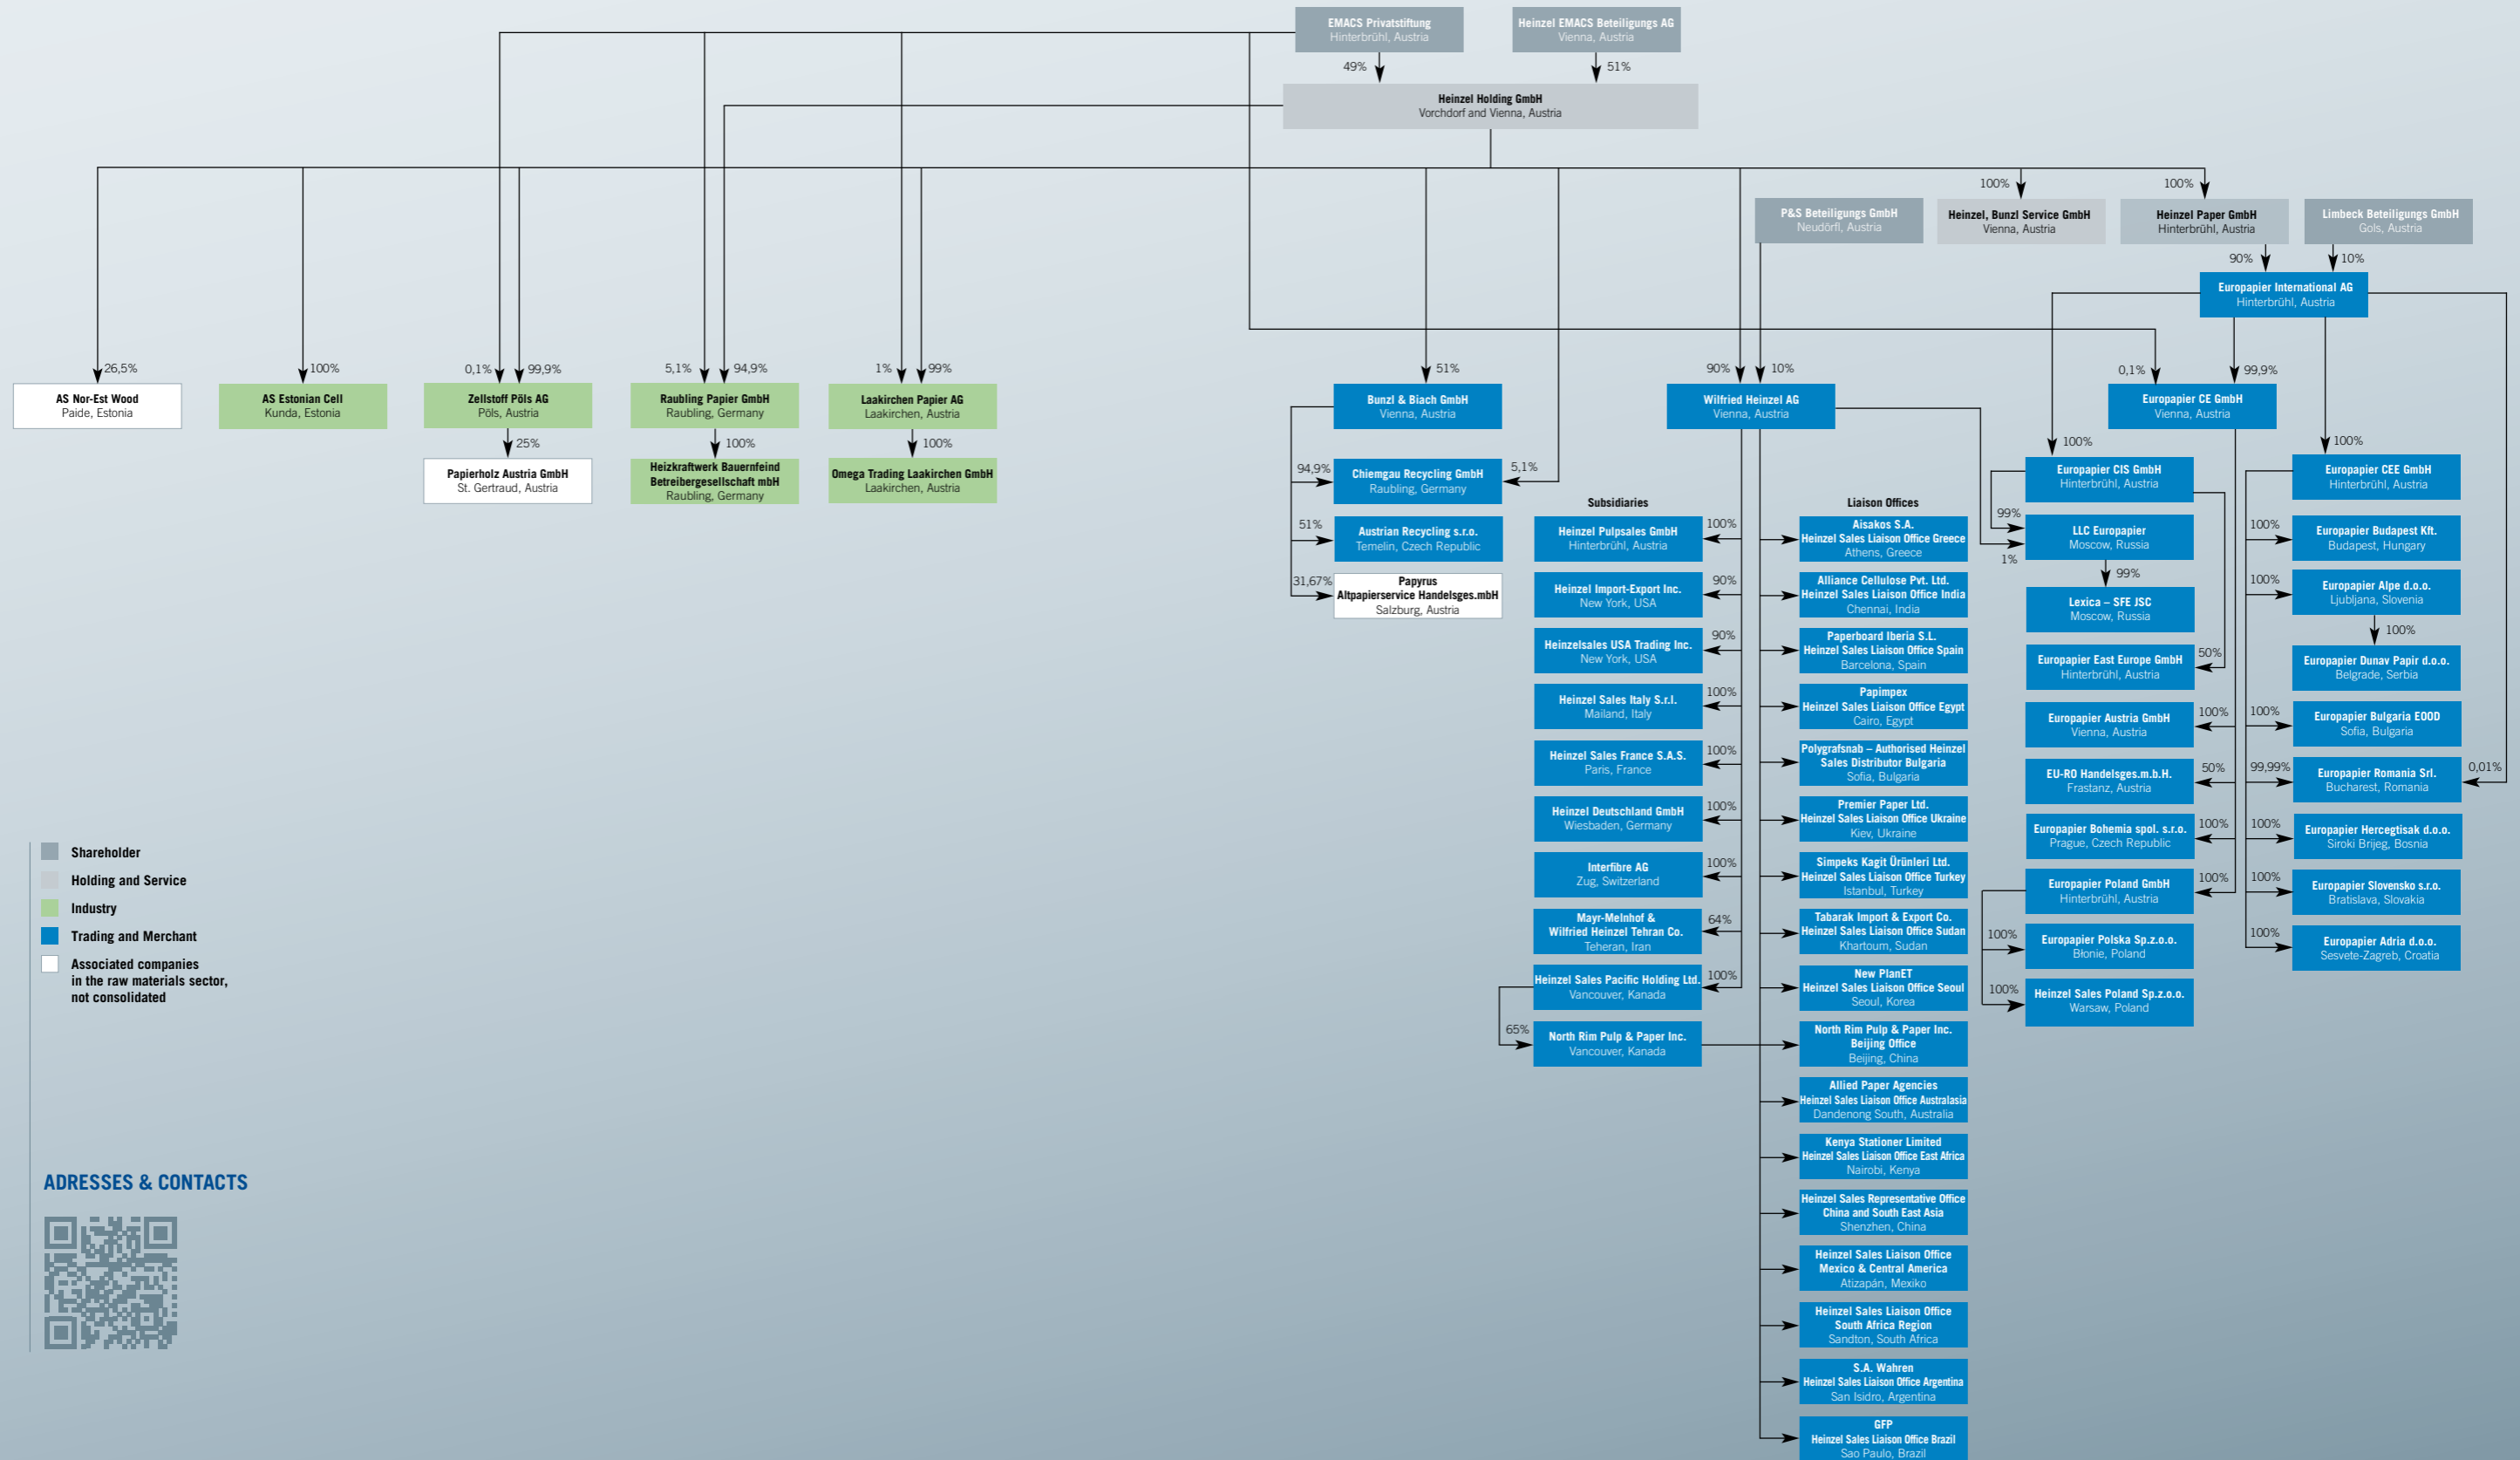 EMACS Privatstiftung
Hinterbrühl, Austria
Heinzel EMACS Beteiligungs AG
Vienna, Austria
49%
51%
Heinzel Holding GmbH
Vorchdorf and Vienna, Austria
100%
100%
P&S Beteiligungs GmbH
Neudörfl, Austria
Heinzel, Bunzl Service GmbH
Vienna, Austria
Heinzel Paper GmbH
Hinterbrühl, Austria
Limbeck Beteiligungs GmbH
Gols, Austria
90%
10%
Europapier International AG
Hinterbrühl, Austria
26,5%
100%
0,1%
99,9%
5,1%
94,9%
1%
99%
51%
90%
10%
0,1%
99,9%
AS Nor-Est Wood
Paide, Estonia
AS Estonian Cell
Kunda, Estonia
Zellstoff Pöls AG
Pöls, Austria
Raubling Papier GmbH
Raubling, Germany
Laakirchen Papier AG
Laakirchen, Austria
Bunzl & Biach GmbH
Vienna, Austria
Wilfried Heinzel AG
Vienna, Austria
Europapier CE GmbH
Vienna, Austria
25%
100%
100%
Papierholz Austria GmbH
St. Gertraud, Austria
Heizkraftwerk Bauernfeind
Betreibergesellschaft mbH
Raubling, Germany
Omega Trading Laakirchen GmbH
Laakirchen, Austria
94,9%
Chiemgau Recycling GmbH
Raubling, Germany
5,1%
51%
Austrian Recycling s.r.o.
Temelin, Czech Republic
31,67%
Papyrus
Altpapierservice Handelsges.mbH
Salzburg, Austria
Subsidiaries
Heinzel Pulpsales GmbH
Hinterbrühl, Austria
100%
Heinzel Import-Export Inc.
New York, USA
90%
Heinzelsales USA Trading Inc.
New York, USA
90%
Heinzel Sales Italy S.r.l.
Mailand, Italy
100%
Heinzel Sales France S.A.S.
Paris, France
100%
Heinzel Deutschland GmbH
Wiesbaden, Germany
100%
Interfibre AG
Zug, Switzerland
100%
Mayr-Melnhof &
Wilfried Heinzel Tehran Co.
Teheran, Iran
64%
Heinzel Sales Pacific Holding Ltd.
Vancouver, Kanada
100%
65%
North Rim Pulp & Paper Inc.
Vancouver, Kanada
Liaison Offices
Aisakos S.A.
Heinzel Sales Liaison Office Greece
Athens, Greece
Alliance Cellulose Pvt. Ltd.
Heinzel Sales Liaison Office India
Chennai, India
Paperboard Iberia S.L.
Heinzel Sales Liaison Office Spain
Barcelona, Spain
Papimpex
Heinzel Sales Liaison Office Egypt
Cairo, Egypt
Polygrafsnab – Authorised Heinzel
Sales Distributor Bulgaria
Sofia, Bulgaria
Premier Paper Ltd.
Heinzel Sales Liaison Office Ukraine
Kiev, Ukraine
Simpeks Kagit Ürünleri Ltd.
Heinzel Sales Liaison Office Turkey
Istanbul, Turkey
Tabarak Import & Export Co.
Heinzel Sales Liaison Office Sudan
Khartoum, Sudan
New PlanET
Heinzel Sales Liaison Office Seoul
Seoul, Korea
North Rim Pulp & Paper Inc.
Beijing Office
Beijing, China
Allied Paper Agencies
Heinzel Sales Liaison Office Australasia
Dandenong South, Australia
Kenya Stationer Limited
Heinzel Sales Liaison Office East Africa
Nairobi, Kenya
Heinzel Sales Representative Office
China and South East Asia
Shenzhen, China
Heinzel Sales Liaison Office
Mexico & Central America
Atizapán, Mexiko
Heinzel Sales Liaison Office
South Africa Region
Sandton, South Africa
S.A. Wahren
Heinzel Sales Liaison Office Argentina
San Isidro, Argentina
GFP
Heinzel Sales Liaison Office Brazil
Sao Paulo, Brazil
100%
Europapier CIS GmbH
Hinterbrühl, Austria
99%
1%
LLC Europapier
Moscow, Russia
99%
Lexica – SFE JSC
Moscow, Russia
Europapier East Europe GmbH
Hinterbrühl, Austria
50%
Europapier Austria GmbH
Vienna, Austria
100%
EU-RO Handelsges.m.b.H.
Frastanz, Austria
50%
Europapier Bohemia spol. s.r.o.
Prague, Czech Republic
100%
Europapier Poland GmbH
Hinterbrühl, Austria
100%
100%
Europapier Polska Sp.z.o.o.
Błonie, Poland
100%
Heinzel Sales Poland Sp.z.o.o.
Warsaw, Poland
100%
Europapier CEE GmbH
Hinterbrühl, Austria
100%
Europapier Budapest Kft.
Budapest, Hungary
100%
Europapier Alpe d.o.o.
Ljubljana, Slovenia
100%
Europapier Dunav Papir d.o.o.
Belgrade, Serbia
100%
Europapier Bulgaria EOOD
Sofia, Bulgaria
99,99%
Europapier Romania Srl.
Bucharest, Romania
0,01%
100%
Europapier Hercegtisak d.o.o.
Siroki Brijeg, Bosnia
100%
Europapier Slovensko s.r.o.
Bratislava, Slovakia
100%
Europapier Adria d.o.o.
Sesvete-Zagreb, Croatia
Shareholder
Holding and Service
Industry
Trading and Merchant
Associated companies
in the raw materials sector,
not consolidated
ADRESSES & CONTACTS